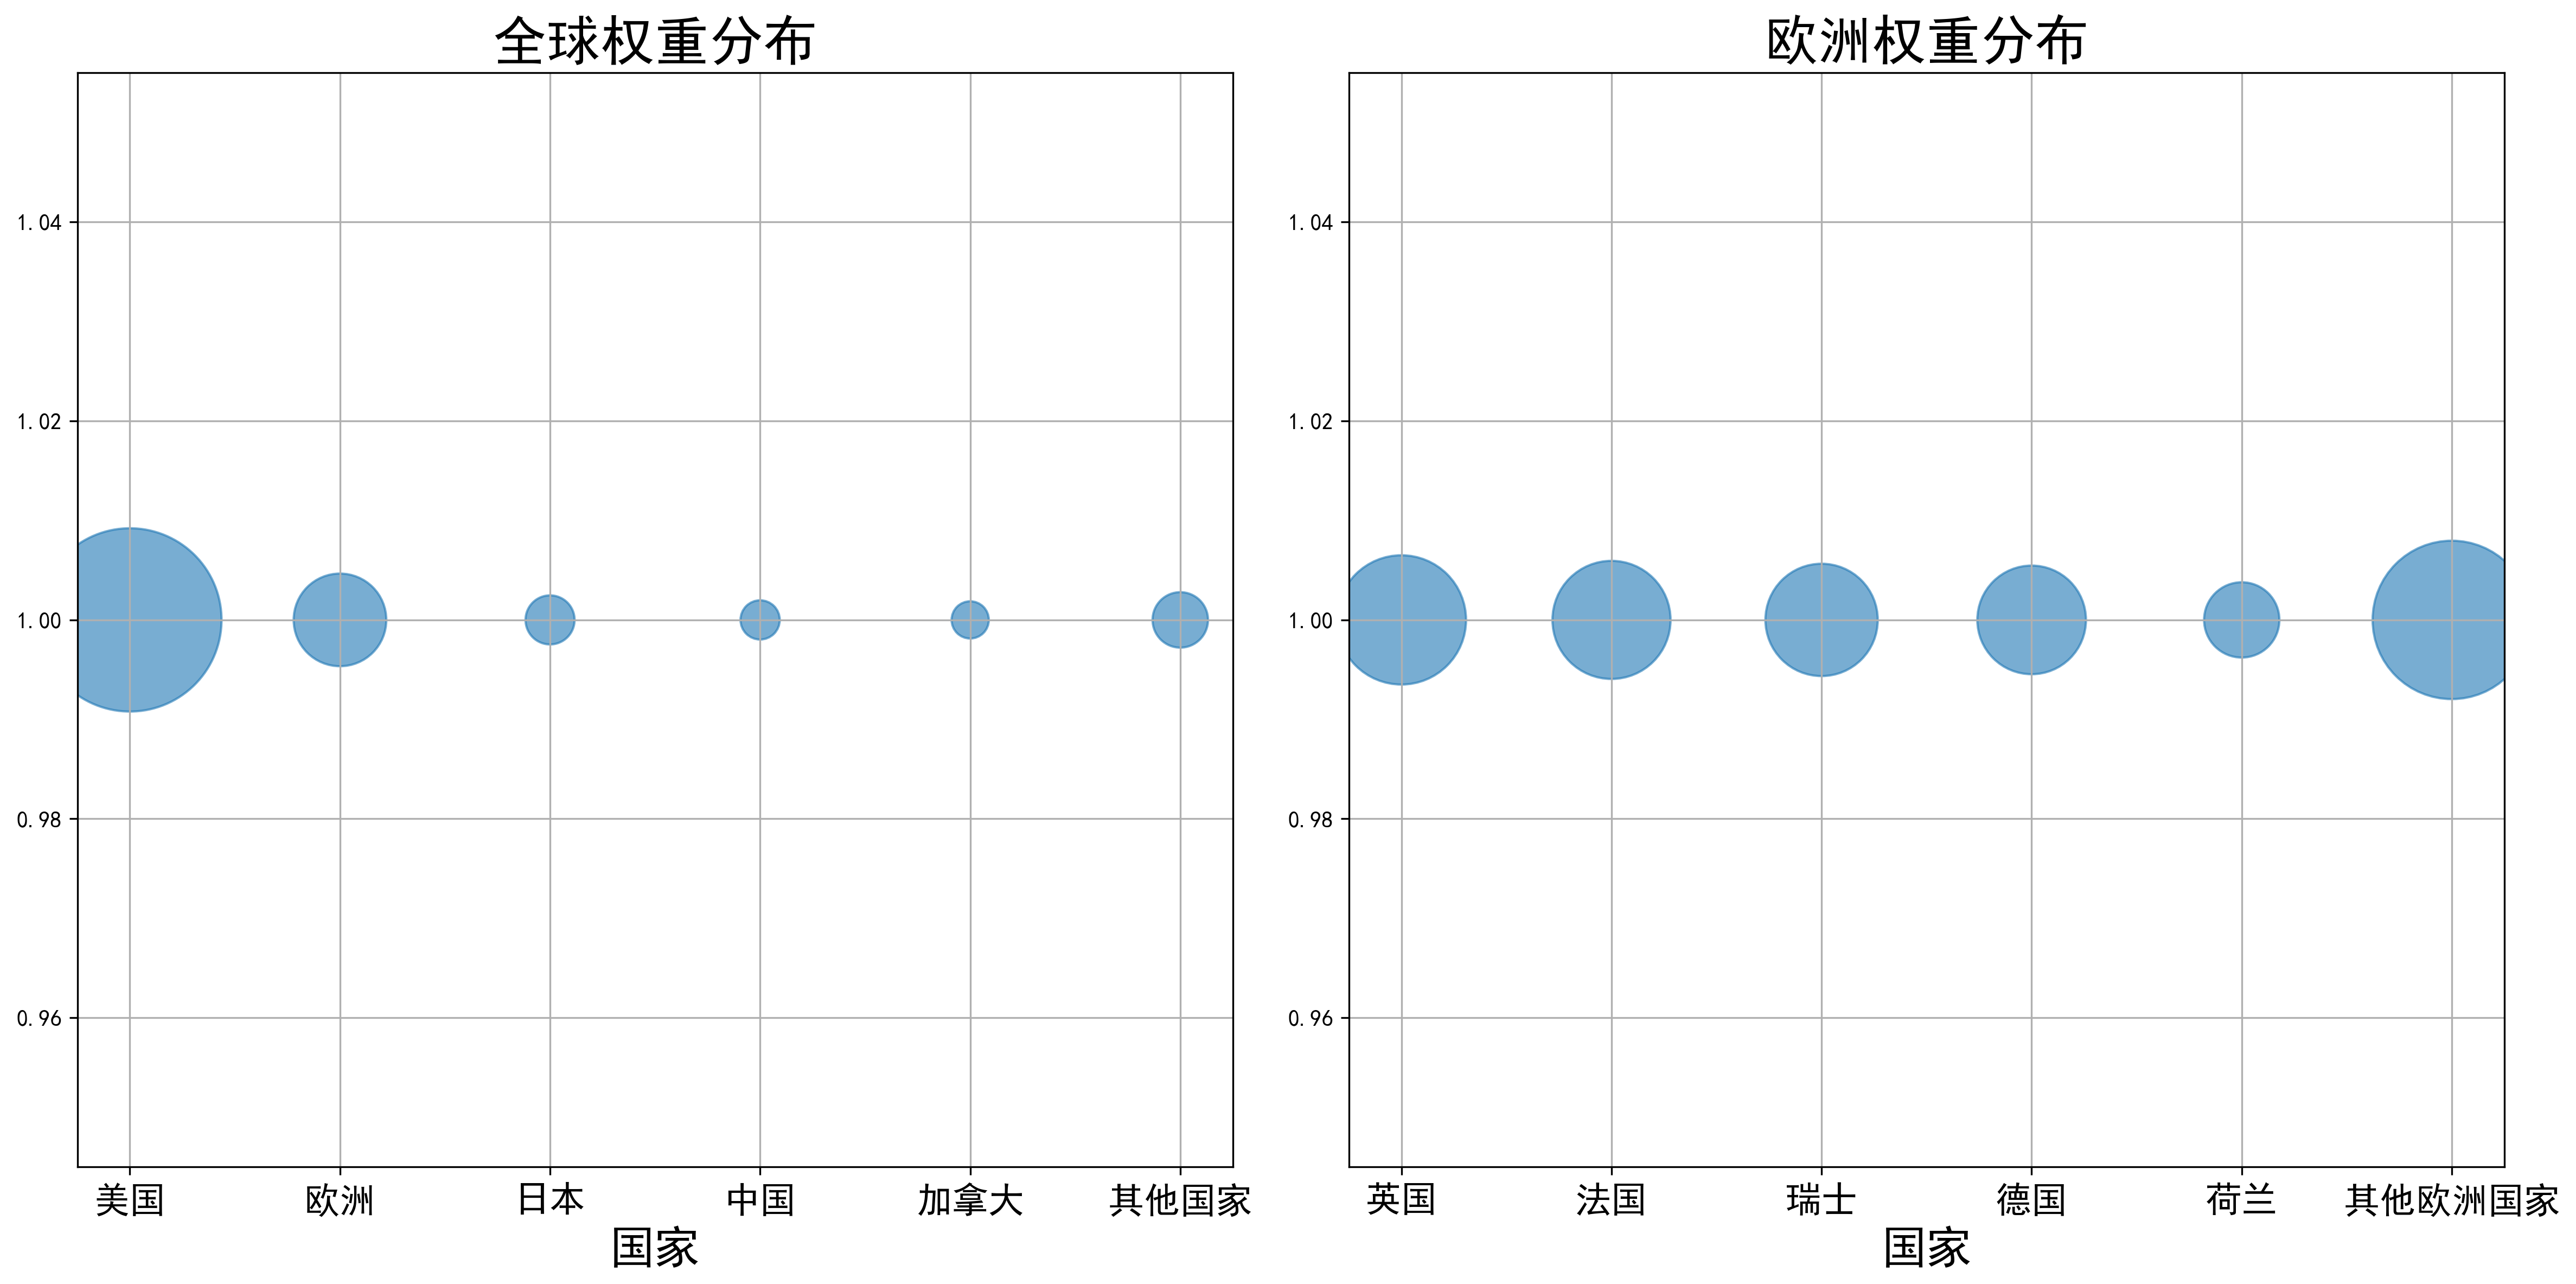 全球权重分布
1.04
1.02
1.00
0.98
0.96
美国 欧洲 日本 中国 加拿大 其他国家
国家
欧洲权重分布
1.04
1.02
1.00
0.98
0.96
英国 法国 瑞士 德国 荷兰 其他欧洲国家
国家